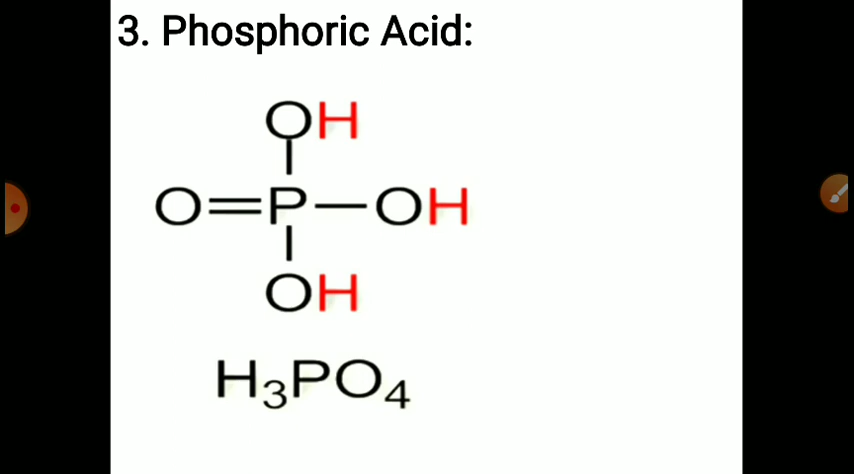 3. Phosphoric Acid:
OH
O=P—OH
OH
H₃PO₄